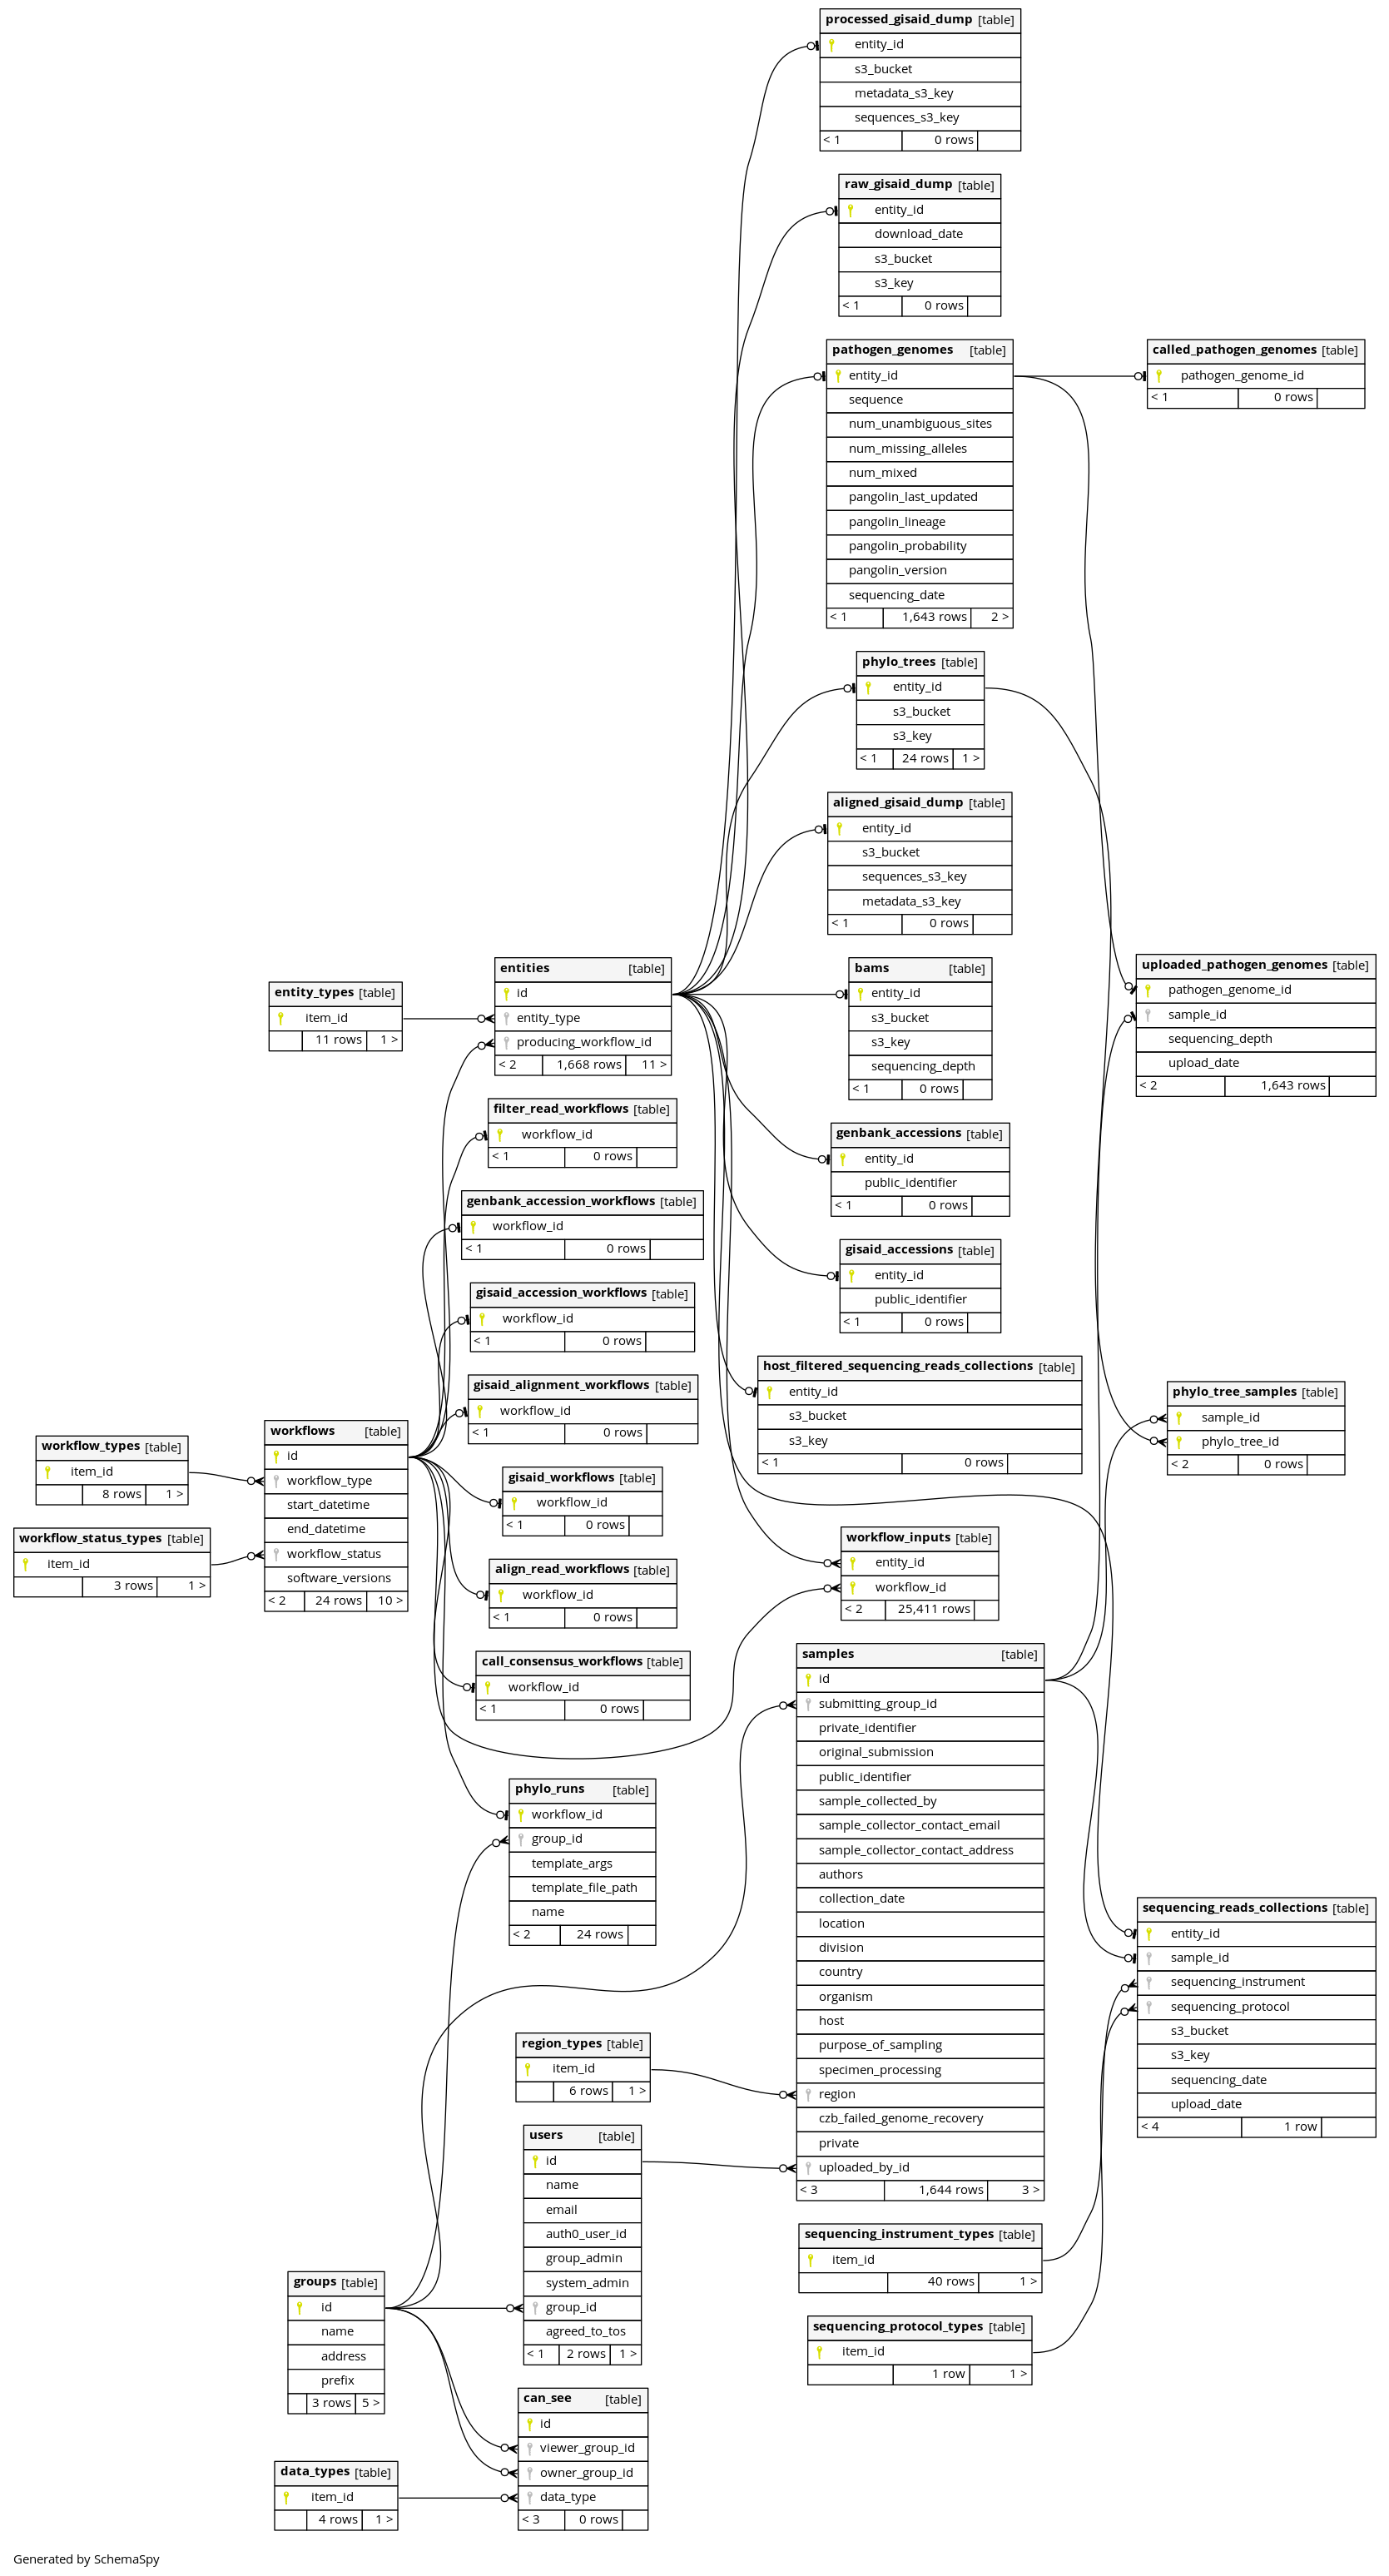 processed_gisaid_dump [table]
entity_id
s3_bucket
metadata_s3_key
sequences_s3_key
< 1 0 rows
raw_gisaid_dump [table]
entity_id
download_date
s3_bucket
s3_key
< 1 0 rows
pathogen_genomes [table]
entity_id
sequence
num_unambiguous_sites
num_missing_alleles
num_mixed
pangolin_last_updated
pangolin_lineage
pangolin_probability
pangolin_version
sequencing_date
< 1 1,643 rows 2 >
called_pathogen_genomes [table]
pathogen_genome_id
< 1 0 rows
phylo_trees [table]
entity_id
s3_bucket
s3_key
< 1 24 rows 1 >
aligned_gisaid_dump [table]
entity_id
s3_bucket
sequences_s3_key
metadata_s3_key
< 1 0 rows
entity_types [table]
item_id
11 rows 1 >
entities [table]
id
entity_type
producing_workflow_id
< 2 1,668 rows 11 >
bams [table]
entity_id
s3_bucket
s3_key
sequencing_depth
< 1 0 rows
uploaded_pathogen_genomes [table]
pathogen_genome_id
sample_id
sequencing_depth
upload_date
< 2 1,643 rows
filter_read_workflows [table]
workflow_id
< 1 0 rows
genbank_accessions [table]
entity_id
public_identifier
< 1 0 rows
genbank_accession_workflows [table]
workflow_id
< 1 0 rows
gisaid_accessions [table]
entity_id
public_identifier
< 1 0 rows
gisaid_accession_workflows [table]
workflow_id
< 1 0 rows
host_filtered_sequencing_reads_collections [table]
entity_id
s3_bucket
s3_key
< 1 0 rows
gisaid_alignment_workflows [table]
workflow_id
< 1 0 rows
phylo_tree_samples [table]
sample_id
phylo_tree_id
< 2 0 rows
workflow_types [table]
item_id
8 rows 1 >
workflow_status_types [table]
item_id
3 rows 1 >
workflows [table]
id
workflow_type
start_datetime
end_datetime
workflow_status
software_versions
< 2 24 rows 10 >
gisaid_workflows [table]
workflow_id
< 1 0 rows
workflow_inputs [table]
entity_id
workflow_id
< 2 25,411 rows
align_read_workflows [table]
workflow_id
< 1 0 rows
call_consensus_workflows [table]
workflow_id
< 1 0 rows
samples [table]
id
submitting_group_id
private_identifier
original_submission
public_identifier
sample_collected_by
sample_collector_contact_email
sample_collector_contact_address
authors
collection_date
location
division
country
organism
host
purpose_of_sampling
specimen_processing
region
czb_failed_genome_recovery
private
uploaded_by_id
< 3 1,644 rows 3 >
phylo_runs [table]
workflow_id
group_id
template_args
template_file_path
name
< 2 24 rows
sequencing_reads_collections [table]
entity_id
sample_id
sequencing_instrument
sequencing_protocol
s3_bucket
s3_key
sequencing_date
upload_date
< 4 1 row
region_types [table]
item_id
6 rows 1 >
users [table]
id
name
email
auth0_user_id
group_admin
system_admin
group_id
agreed_to_tos
< 1 2 rows 1 >
sequencing_instrument_types [table]
item_id
40 rows 1 >
groups [table]
id
name
address
prefix
3 rows 5 >
sequencing_protocol_types [table]
item_id
1 row 1 >
can_see [table]
id
viewer_group_id
owner_group_id
data_type
< 3 0 rows
data_types [table]
item_id
4 rows 1 >
Generated by SchemaSpy